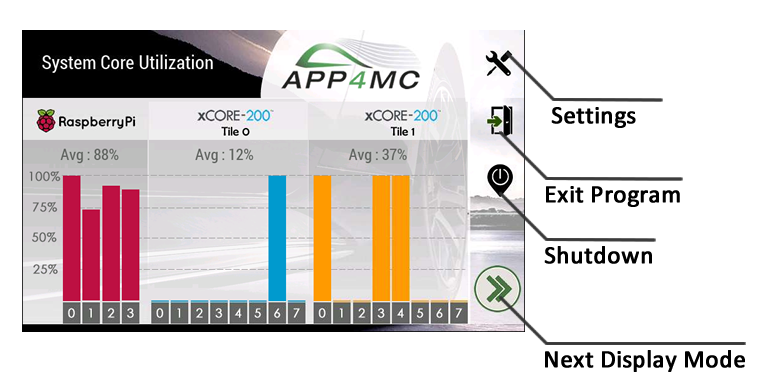 System Core Utilization
APP4MC
RaspberryPi
xCORE-200™
Tile 0
xCORE-200™
Tile 1
Avg : 88%
Avg : 12%
Avg : 37%
100%
75%
50%
25%
0 1 2 3
0 1 2 3 4 5 6 7
0 1 2 3 4 5 6 7
Settings
Exit Program
Shutdown
Next Display Mode